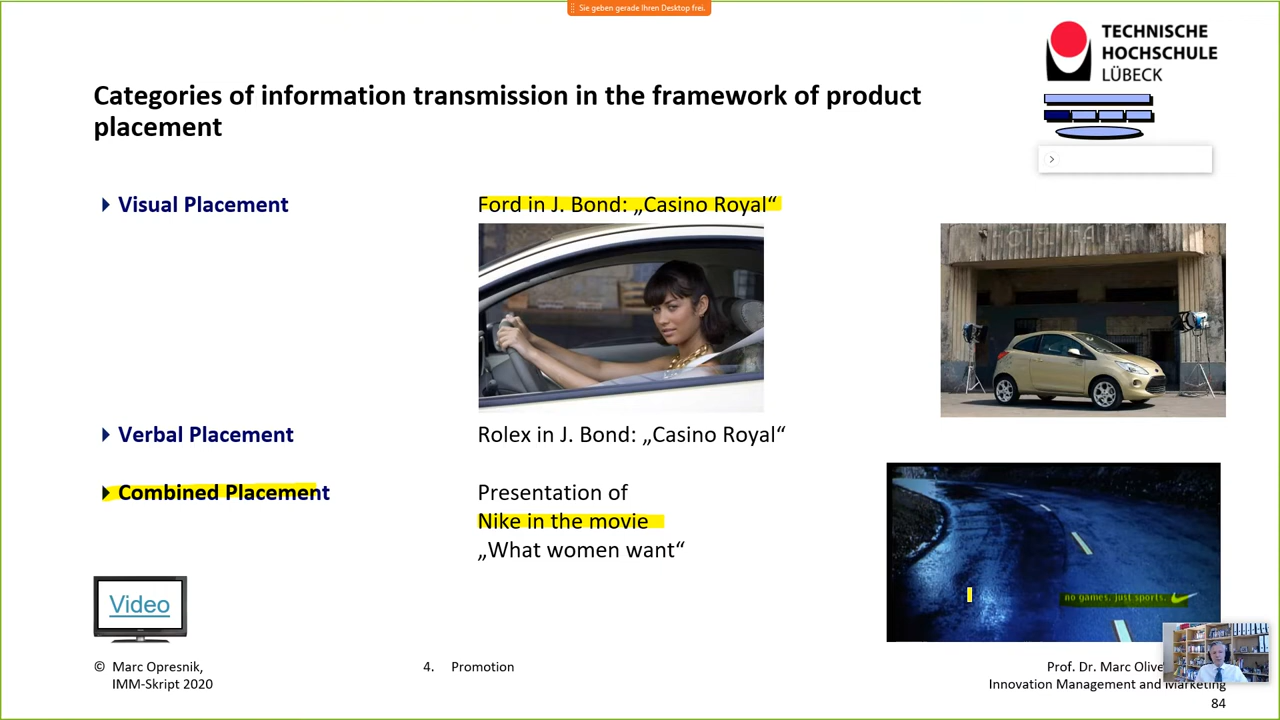 Sie geben gerade Ihren Desktop frei.
TECHNISCHE
HOCHSCHULE
LÜBECK
Categories of information transmission in the framework of product
placement
Visual Placement
Ford in J. Bond: „Casino Royal“
Verbal Placement
Rolex in J. Bond: „Casino Royal“
Combined Placement
Presentation of
Nike in the movie
„What women want“
no games. just sports.
Video
© Marc Opresnik,
IMM-Skript 2020
4. Promotion
Prof. Dr. Marc
Innovation Management and Marketing
84